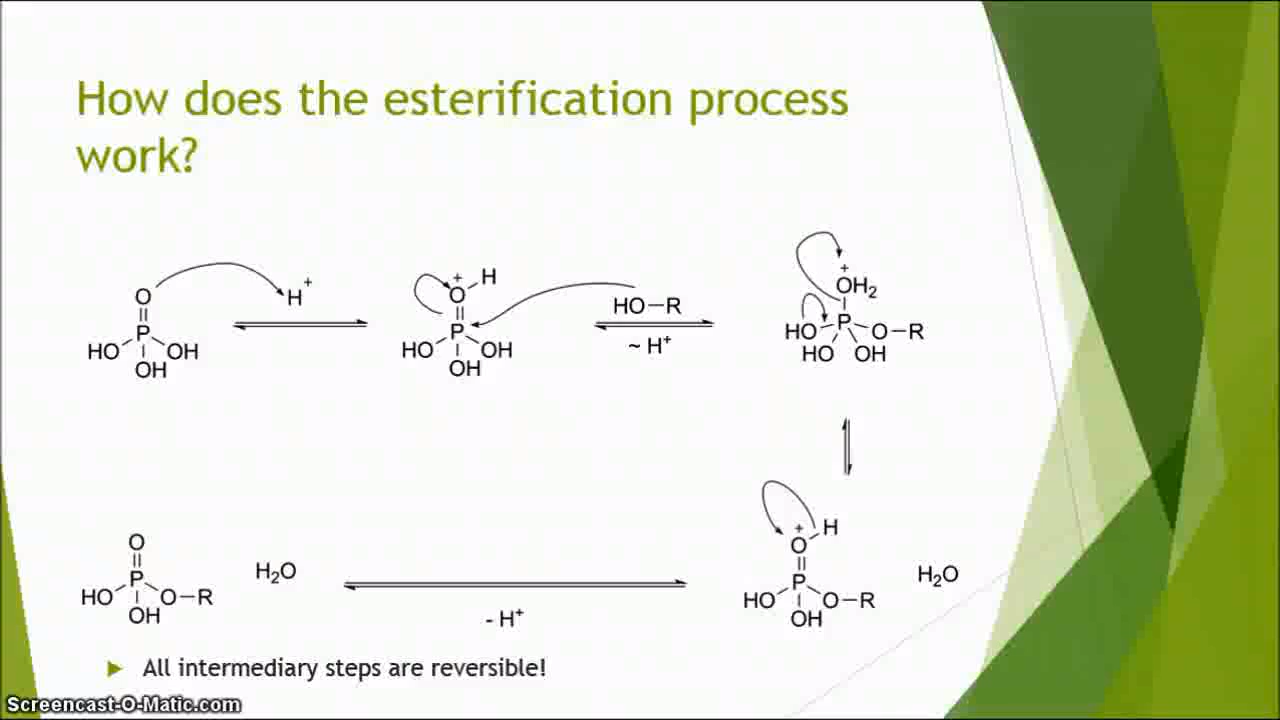 How does the esterification process
work?
O
P
HO
OH
OH
H+
+
O
H
P
HO
OH
OH
HO—R
~ H+
+
OH2
HO
P
O—R
HO
OH
O
P
HO
O—R
OH
H2O
- H+
+
O
H
P
HO
O—R
OH
H2O
All intermediary steps are reversible!
Screencast-O-Matic.com